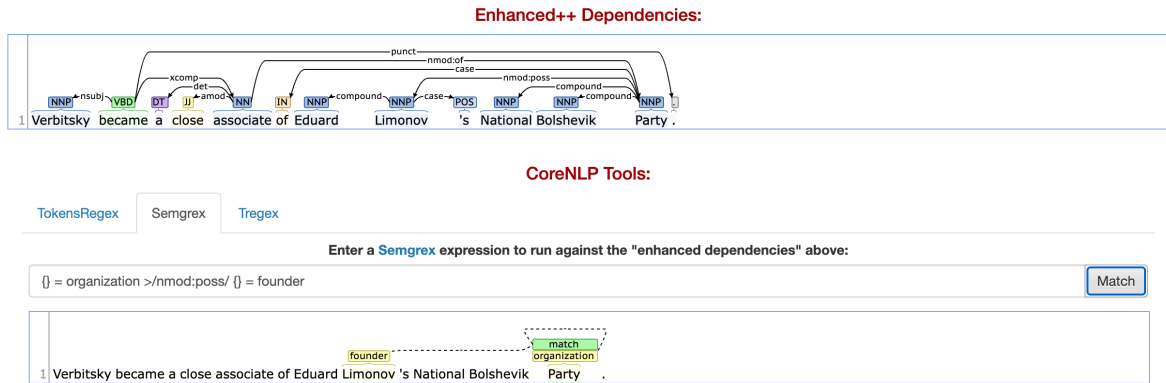 Enhanced++ Dependencies:
punct
nmod:of
case
xcomp nmod:poss
det compound
NNP nsubj VBD DT JJ amod NN IN NNP compound NNP case POS NNP NNP compound NNP .
1 Verbitsky became a close associate of Eduard Limonov 's National Bolshevik Party .
CoreNLP Tools:
TokensRegex Semgrex Tregex
Enter a Semgrex expression to run against the "enhanced dependencies" above:
{} = organization >/nmod:poss/ {} = founder Match
match
founder organization
1 Verbitsky became a close associate of Eduard Limonov 's National Bolshevik Party .